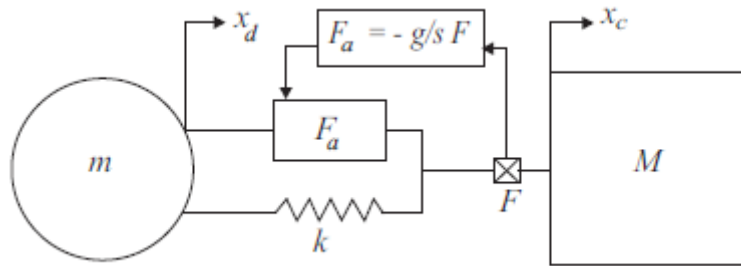 x_d
F_a = - g/s F
x_c
m
F_a
M
F
k